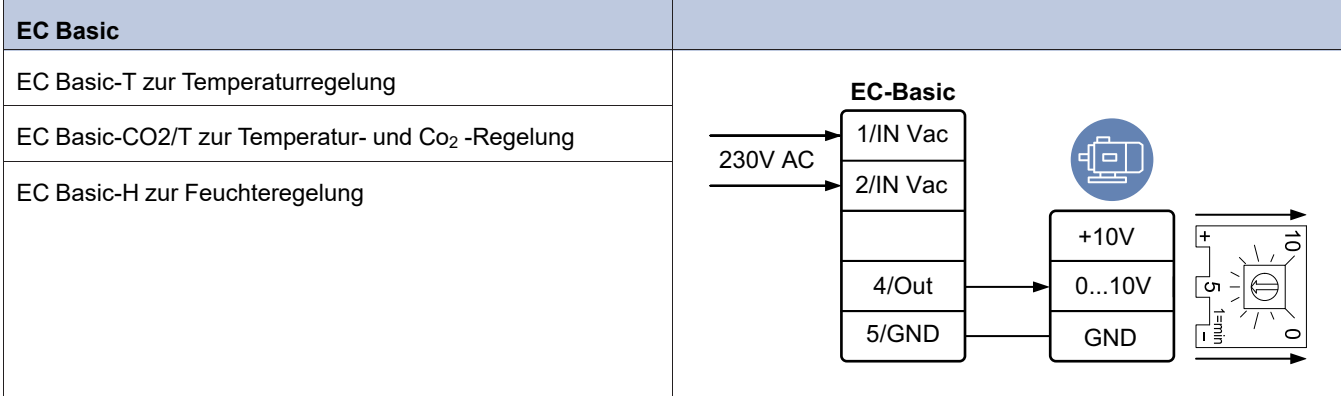 EC Basic
EC Basic-T zur Temperaturregelung
EC Basic-CO2/T zur Temperatur- und Co₂ -Regelung
EC Basic-H zur Feuchteregelung
EC-Basic
1/IN Vac
230V AC
2/IN Vac
4/Out
5/GND
+10V
0...10V
GND
+
10
5
1=min
-
0